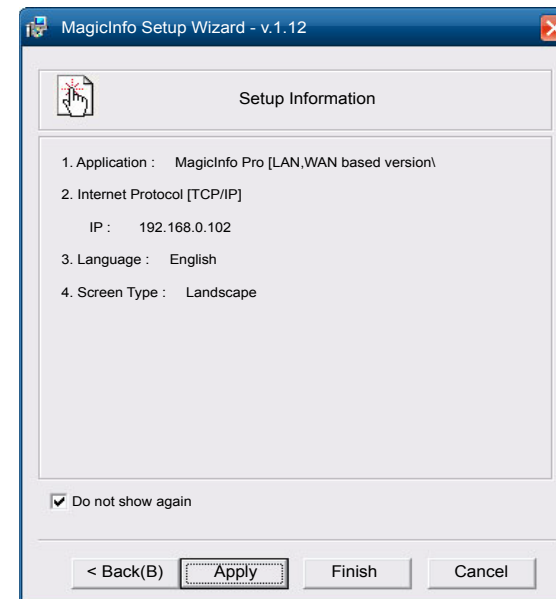 MagicInfo Setup Wizard - v.1.12
Setup Information
1. Application : MagicInfo Pro [LAN,WAN based version\
2. Internet Protocol [TCP/IP]
IP : 192.168.0.102
3. Language : English
4. Screen Type : Landscape
Do not show again
< Back(B) Apply Finish Cancel